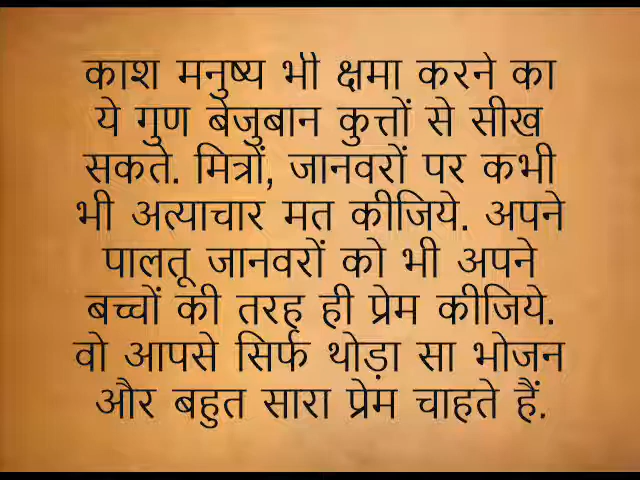 काश मनुष्य भी क्षमा करने का
ये गुण बेजुबान कुत्तों से सीख
सकते. मित्रों, जानवरों पर कभी
भी अत्याचार मत कीजिये. अपने
पालतू जानवरों को भी अपने
बच्चों की तरह ही प्रेम कीजिये.
वो आपसे सिर्फ थोड़ा सा भोजन
और बहुत सारा प्रेम चाहते हैं.